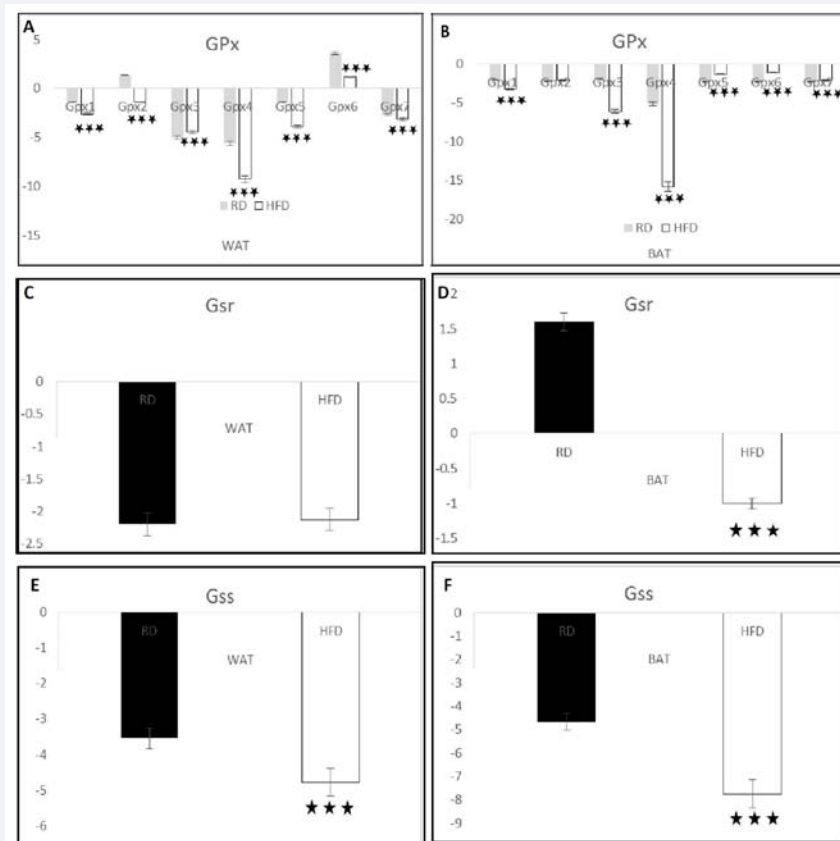 A
GPx
5
0
-5
-10
-15
Gpx1 Gpx2 Gpx3 Gpx4 Gpx5 Gpx6 Gpx7
★★★ ★★★ ★★★ ★★★ ★★★ ★★★ ★★★
RD HFD
WAT
B
GPx
0
-5
-10
-15
-20
Gpx1 Gpx2 Gpx3 Gpx4 Gpx5 Gpx6 Gpx7
★★★ ★★★ ★★★ ★★★ ★★★ ★★★
RD HFD
BAT
C
Gsr
0
-0.5
-1
-1.5
-2
-2.5
RD HFD
WAT
D
Gsr
2
1.5
1
0.5
0
-0.5
-1
-1.5
RD HFD
BAT
★★★
E
Gss
0
-1
-2
-3
-4
-5
-6
RD HFD
WAT
★★★
F
Gss
0
-1
-2
-3
-4
-5
-6
-7
-8
-9
RD HFD
BAT
★★★